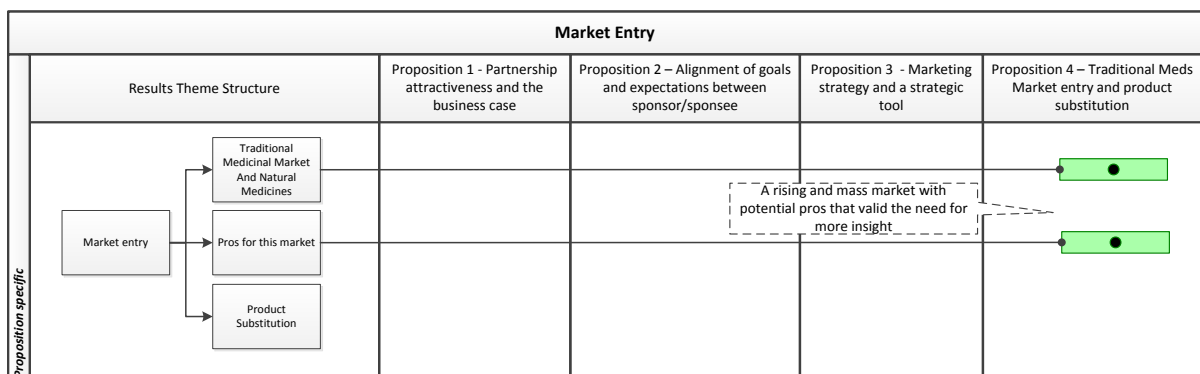 Market Entry
Results Theme Structure
Proposition 1 - Partnership
attractiveness and the
business case
Proposition 2 – Alignment of goals
and expectations between
sponsor/sponsee
Proposition 3  - Marketing
strategy and a strategic
tool
Proposition 4 – Traditional Meds
Market entry and product
substitution
Proposition specific
Traditional
Medicinal Market
And Natural
Medicines
A rising and mass market with
potential pros that valid the need for
more insight
Market entry
Pros for this market
Product
Substitution